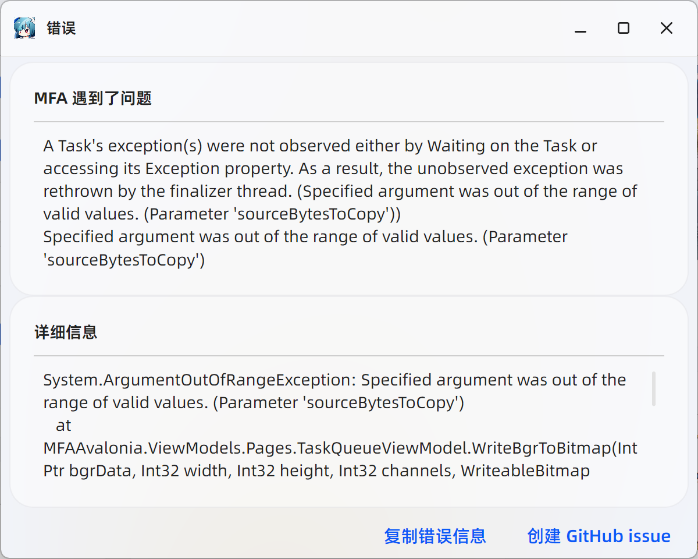 错误
MFA 遇到了问题
A Task's exception(s) were not observed either by Waiting on the Task or
accessing its Exception property. As a result, the unobserved exception was
rethrown by the finalizer thread. (Specified argument was out of the range of
valid values. (Parameter 'sourceBytesToCopy'))
Specified argument was out of the range of valid values. (Parameter
'sourceBytesToCopy')
详细信息
System.ArgumentOutOfRangeException: Specified argument was out of the
range of valid values. (Parameter 'sourceBytesToCopy')
at
MFAAvalonia.ViewModels.Pages.TaskQueueViewModel.WriteBgrToBitmap(Int
Ptr bgrData, Int32 width, Int32 height, Int32 channels, WriteableBitmap
复制错误信息
创建 GitHub issue